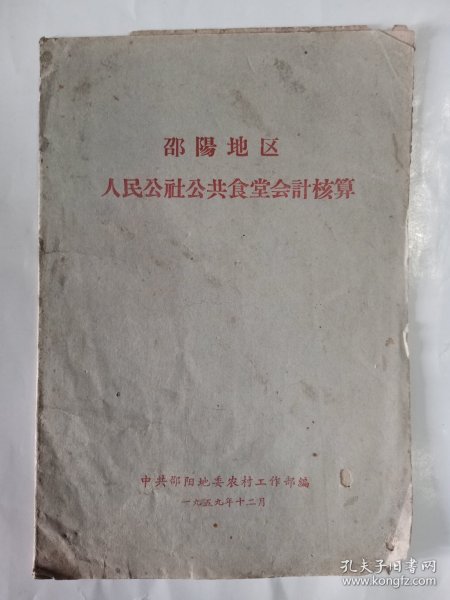 邵陽地区
人民公社公共食堂会計核算
中共邵阳地委农村工作部編
一九五九年十二月
孔夫子旧书网
www.kongfz.com